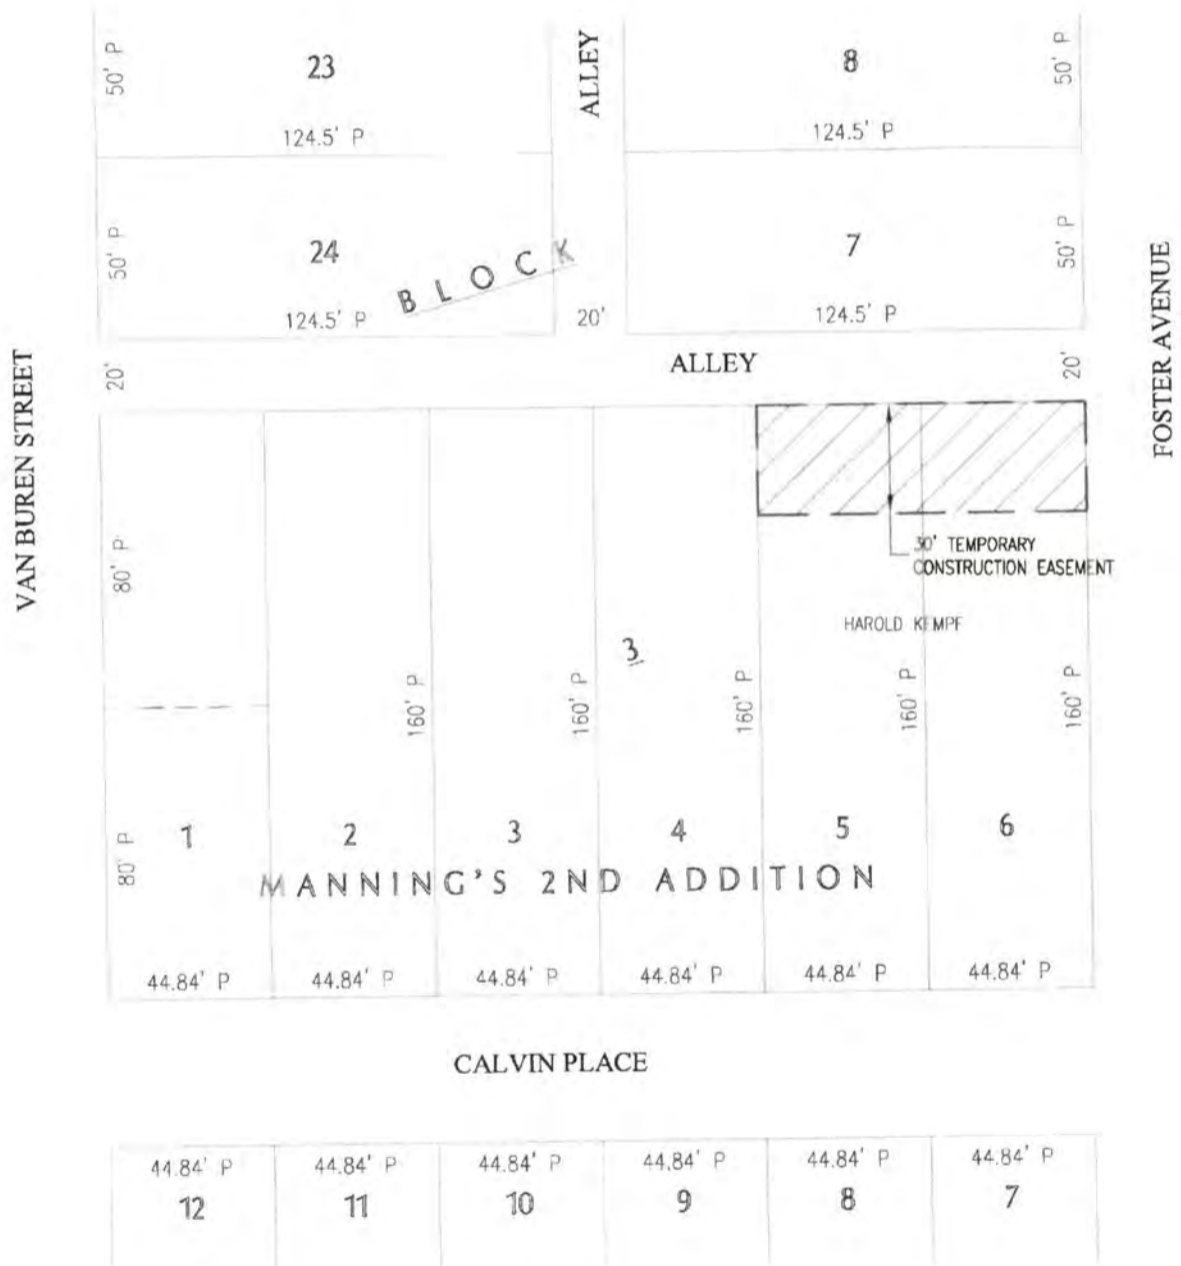 50' P
23
124.5' P
ALLEY
8
124.5' P
50' P
50' P
24
124.5' P
BLOCK
20'
7
124.5' P
50' P
VAN BUREN STREET
20'
ALLEY
20'
FOSTER AVENUE
30' TEMPORARY
CONSTRUCTION EASEMENT
HAROLD KEMPF
80' P
3
160' P
160' P
160' P
160' P
160' P
80' P
1
2
3
4
5
6
MANNING'S 2ND ADDITION
44.84' P
44.84' P
44.84' P
44.84' P
44.84' P
44.84' P
CALVIN PLACE
44.84' P
44.84' P
44.84' P
44.84' P
44.84' P
44.84' P
12
11
10
9
8
7